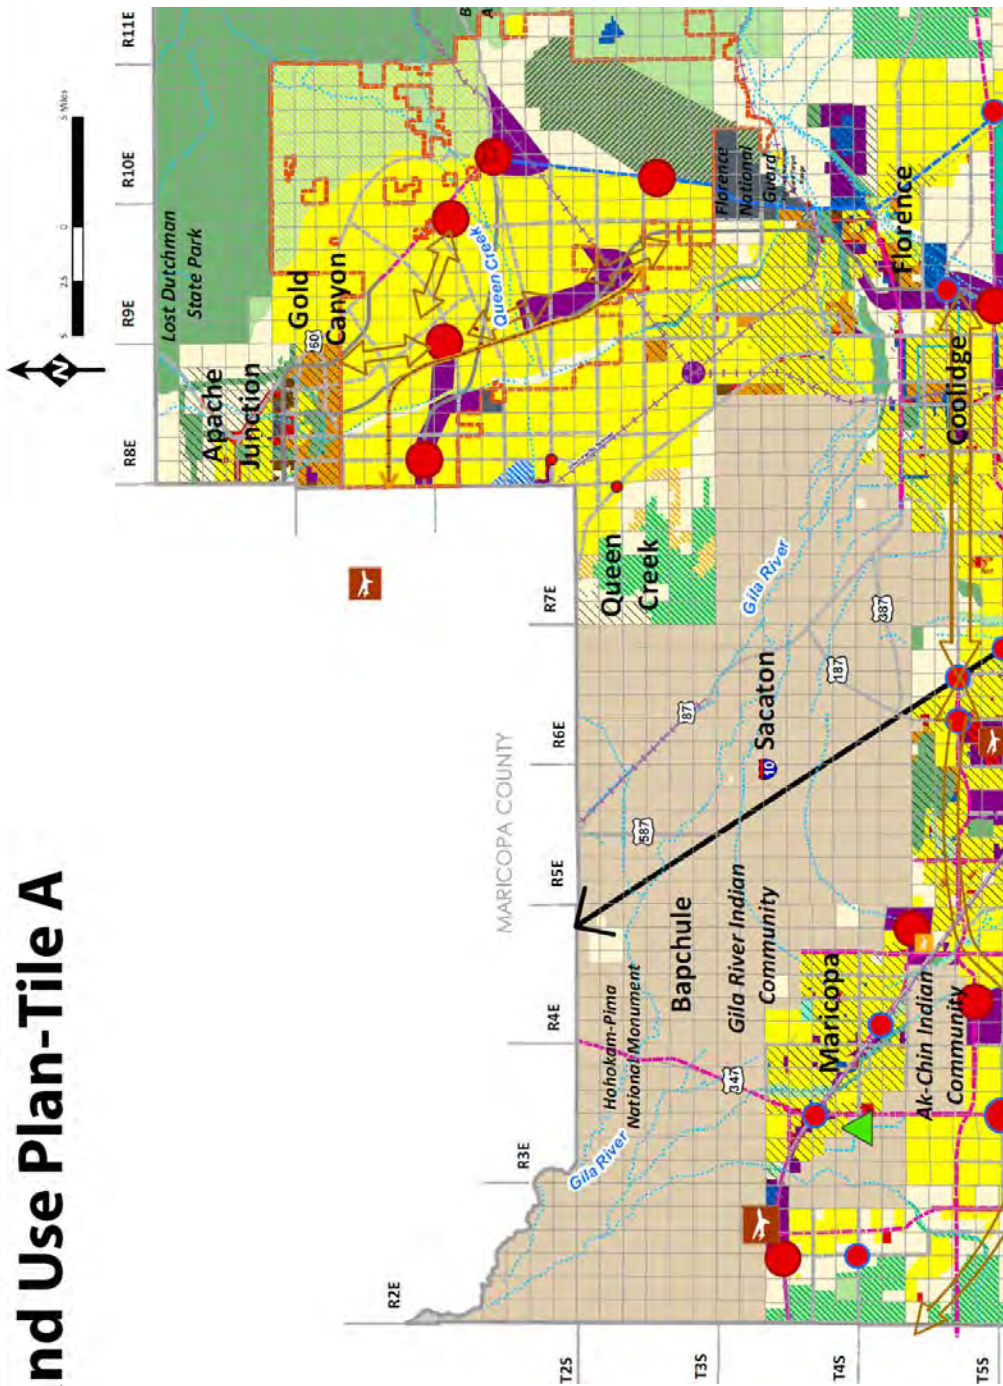 nd Use Plan-Tile A
5
2.5
0
5 Miles
N
R2E
R3E
R4E
R5E
R6E
R7E
R8E
R9E
R10E
R11E
T2S
T3S
T4S
T5S
MARICOPA COUNTY
Lost Dutchman
State Park
Apache
Junction
Gold
Canyon
60
Queen Creek
B
A
Florence
National
Guard
Florence
Coolidge
Queen
Creek
Gila River
387
187
87
Sacaton
10
587
Bapchule
Gila River Indian
Community
Hohokam-Pima
National Monument
347
Gila River
Maricopa
Ak-Chin Indian
Community